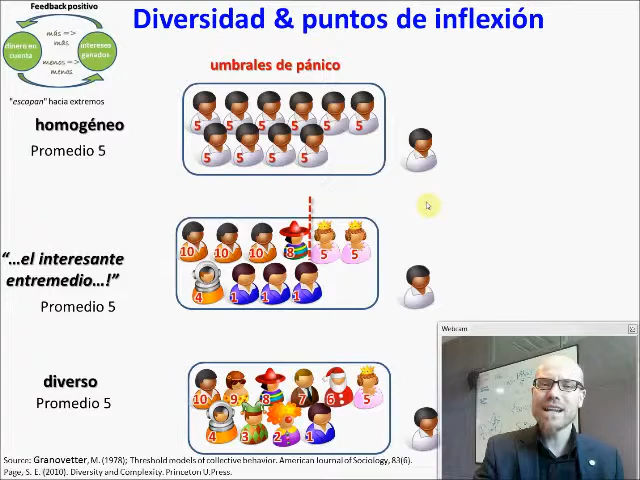 Feedback positivo
Diversidad & puntos de inflexión
más =>
más
dinero en
cuenta
intereses
ganados
menos =>
menos
umbrales de pánico
"escapan" hacia extremos
homogéneo
Promedio 5
5 5 5 5 5 5
5 5 5 5
"…el interesante
entremedio…!"
Promedio 5
10 10 10 8 5 5
4 1 1 1
diverso
Promedio 5
10 9 8 7 6 5
4 3 2 1
Webcam
Source: Granovetter, M. (1978); Threshold models of collective behavior. American Journal of Sociology, 83(6).
Page, S. E. (2010). Diversity and Complexity. Princeton U.Press.